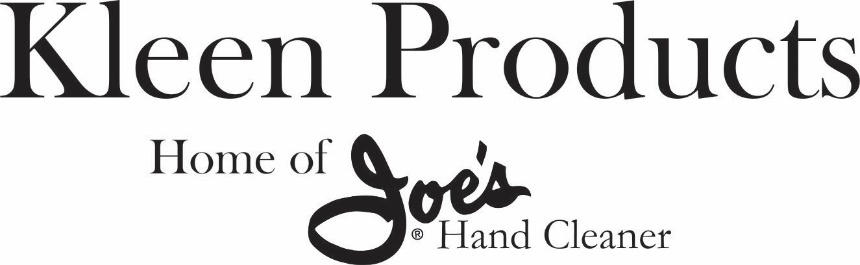 Kleen Products
Home of Joe's
® Hand Cleaner